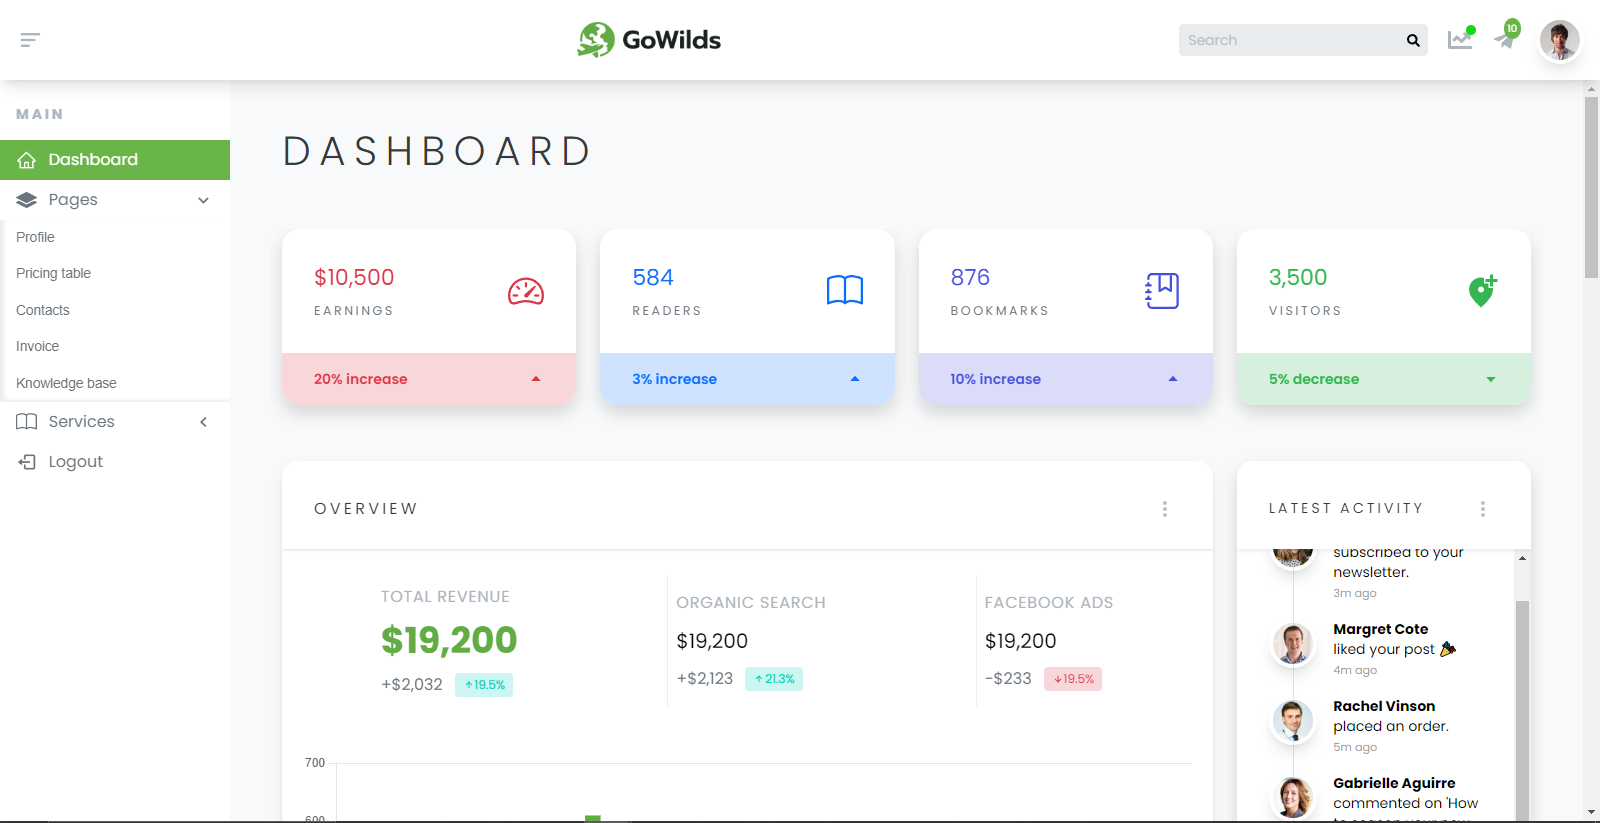 GoWilds
Search
10
MAIN
Dashboard
Pages
Profile
Pricing table
Contacts
Invoice
Knowledge base
Services
Logout
DASHBOARD
$10,500
EARNINGS
20% increase
584
READERS
3% increase
876
BOOKMARKS
10% increase
3,500
VISITORS
5% decrease
OVERVIEW
TOTAL REVENUE
$19,200
+$2,032 19.5%
ORGANIC SEARCH
$19,200
+$2,123 21.3%
FACEBOOK ADS
$19,200
-$233 19.5%
700
600
LATEST ACTIVITY
subscribed to your
newsletter.
3m ago
Margret Cote
liked your post
4m ago
Rachel Vinson
placed an order.
5m ago
Gabrielle Aguirre
commented on 'How
to season your new